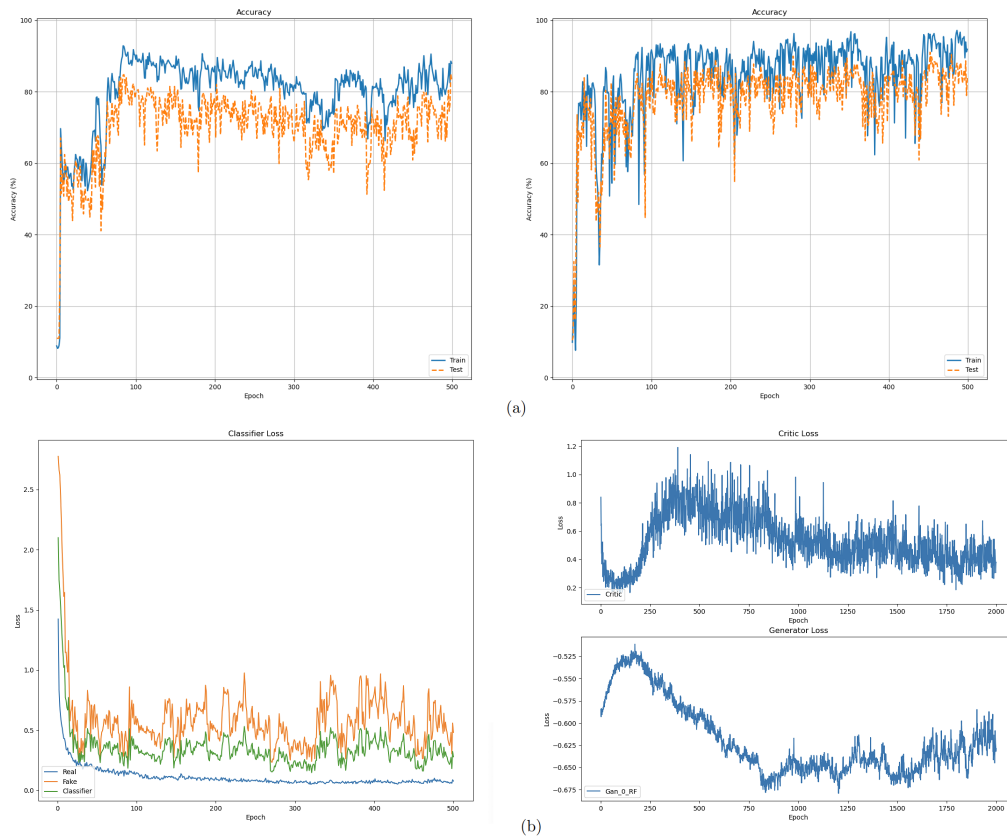 Accuracy
Accuracy (%)
100
80
60
40
20
0
0 100 200 300 400 500
Epoch
Train
Test
Accuracy
Accuracy (%)
100
80
60
40
20
0
0 100 200 300 400 500
Epoch
Train
Test
(a)
Classifier Loss
Loss
2.5
2.0
1.5
1.0
0.5
0.0
0 100 200 300 400 500
Epoch
Real
Fake
Classifier
Critic Loss
Loss
1.2
1.0
0.8
0.6
0.4
0.2
0 250 500 750 1000 1250 1500 1750 2000
Epoch
Critic
Generator Loss
Loss
−0.525
−0.550
−0.575
−0.600
−0.625
−0.650
−0.675
0 250 500 750 1000 1250 1500 1750 2000
Epoch
Gan_0_RF
(b)